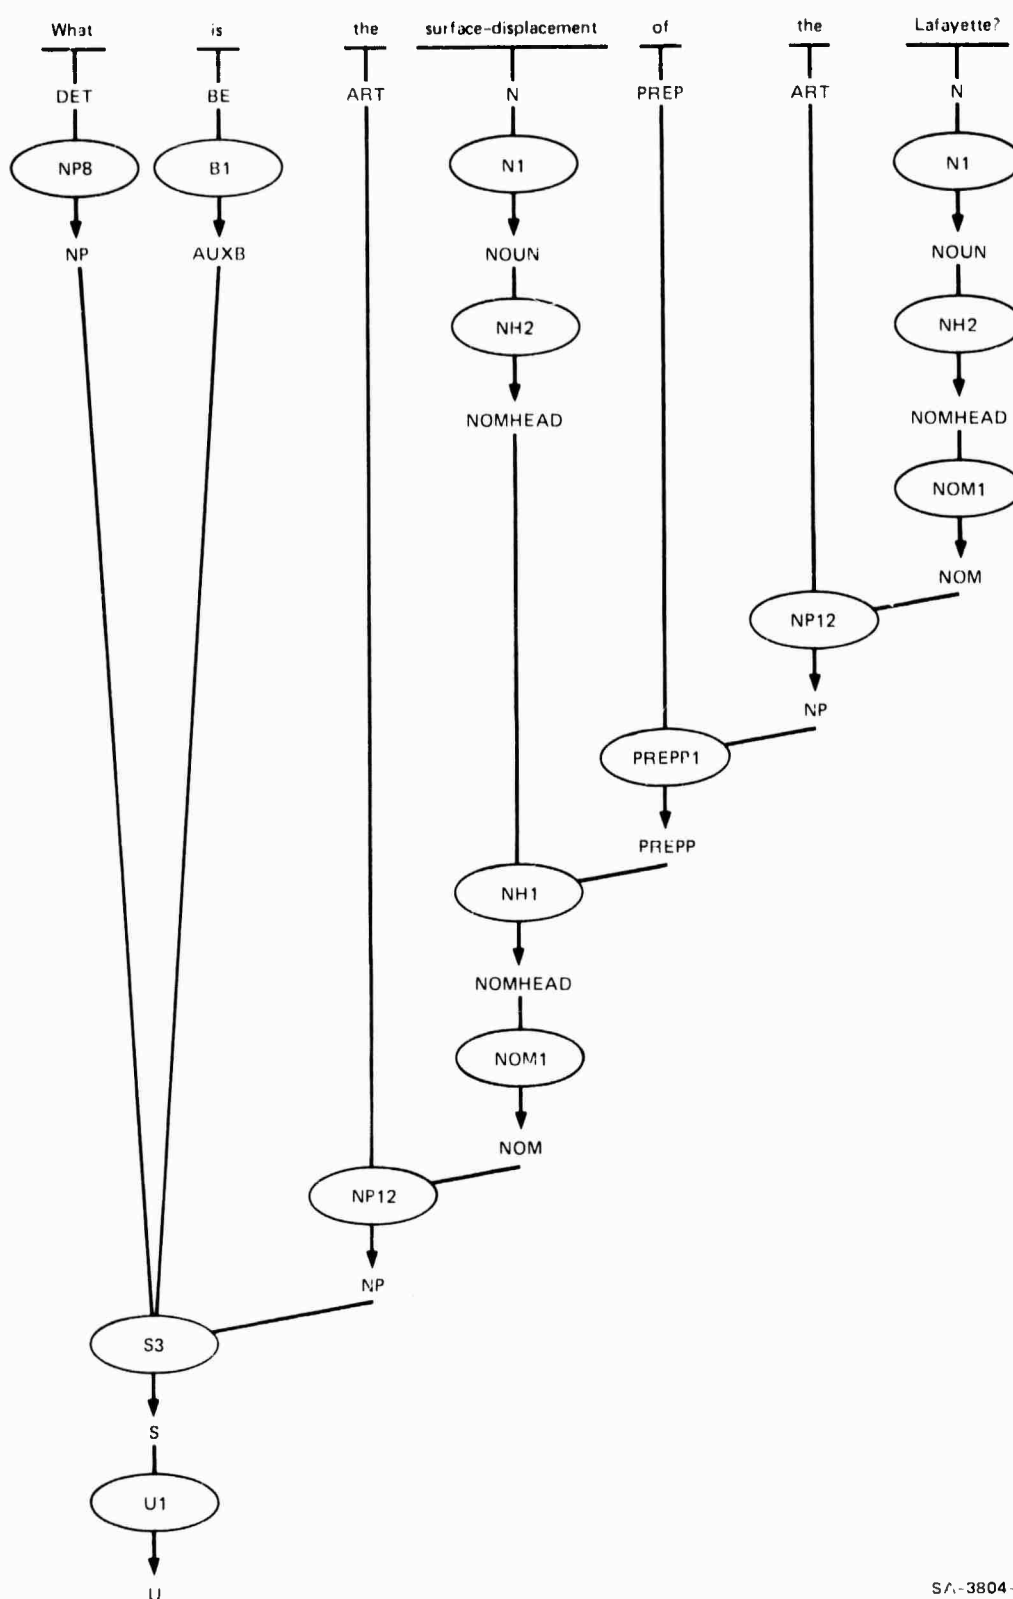 What is the surface-displacement of the Lafayette?
DET BE ART N PREP ART N
NP8 B1 N1 N1
NP AUXB NOUN NOUN
NH2 NH2
NOMHEAD NOMHEAD
NOM1
NOM
NP12
NP
PREPP1
PREPP
NH1
NOMHEAD
NOM1
NOM
NP12
NP
S3
S
U1
U
SA-3804-